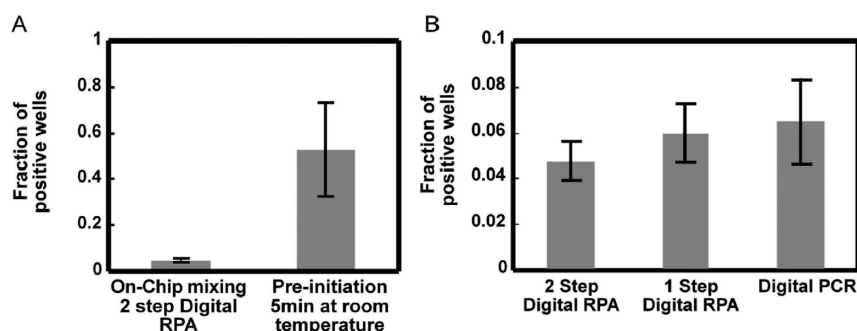 A
Fraction of
positive wells
1
0.8
0.6
0.4
0.2
0
On-Chip mixing
2 step Digital
RPA
Pre-initiation
5min at room
temperature
B
Fraction of
positive wells
0.1
0.08
0.06
0.04
0.02
0
2 Step
Digital RPA
1 Step
Digital RPA
Digital PCR